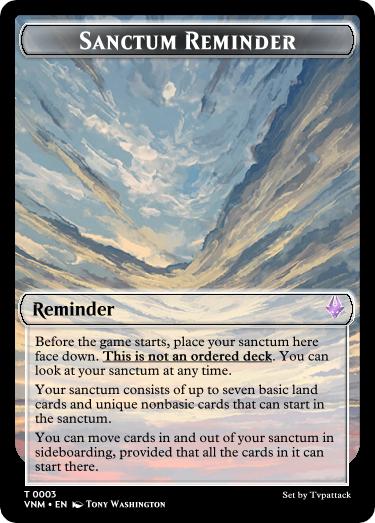 Sanctum Reminder
Reminder
Before the game starts, place your sanctum here
face down. This is not an ordered deck. You can
look at your sanctum at any time.
Your sanctum consists of up to seven basic land
cards and unique nonbasic cards that can start in
the sanctum.
You can move cards in and out of your sanctum in
sideboarding, provided that all the cards in it can
start there.
T 0003
VNM • EN Tony Washington
Set by Tvpattack